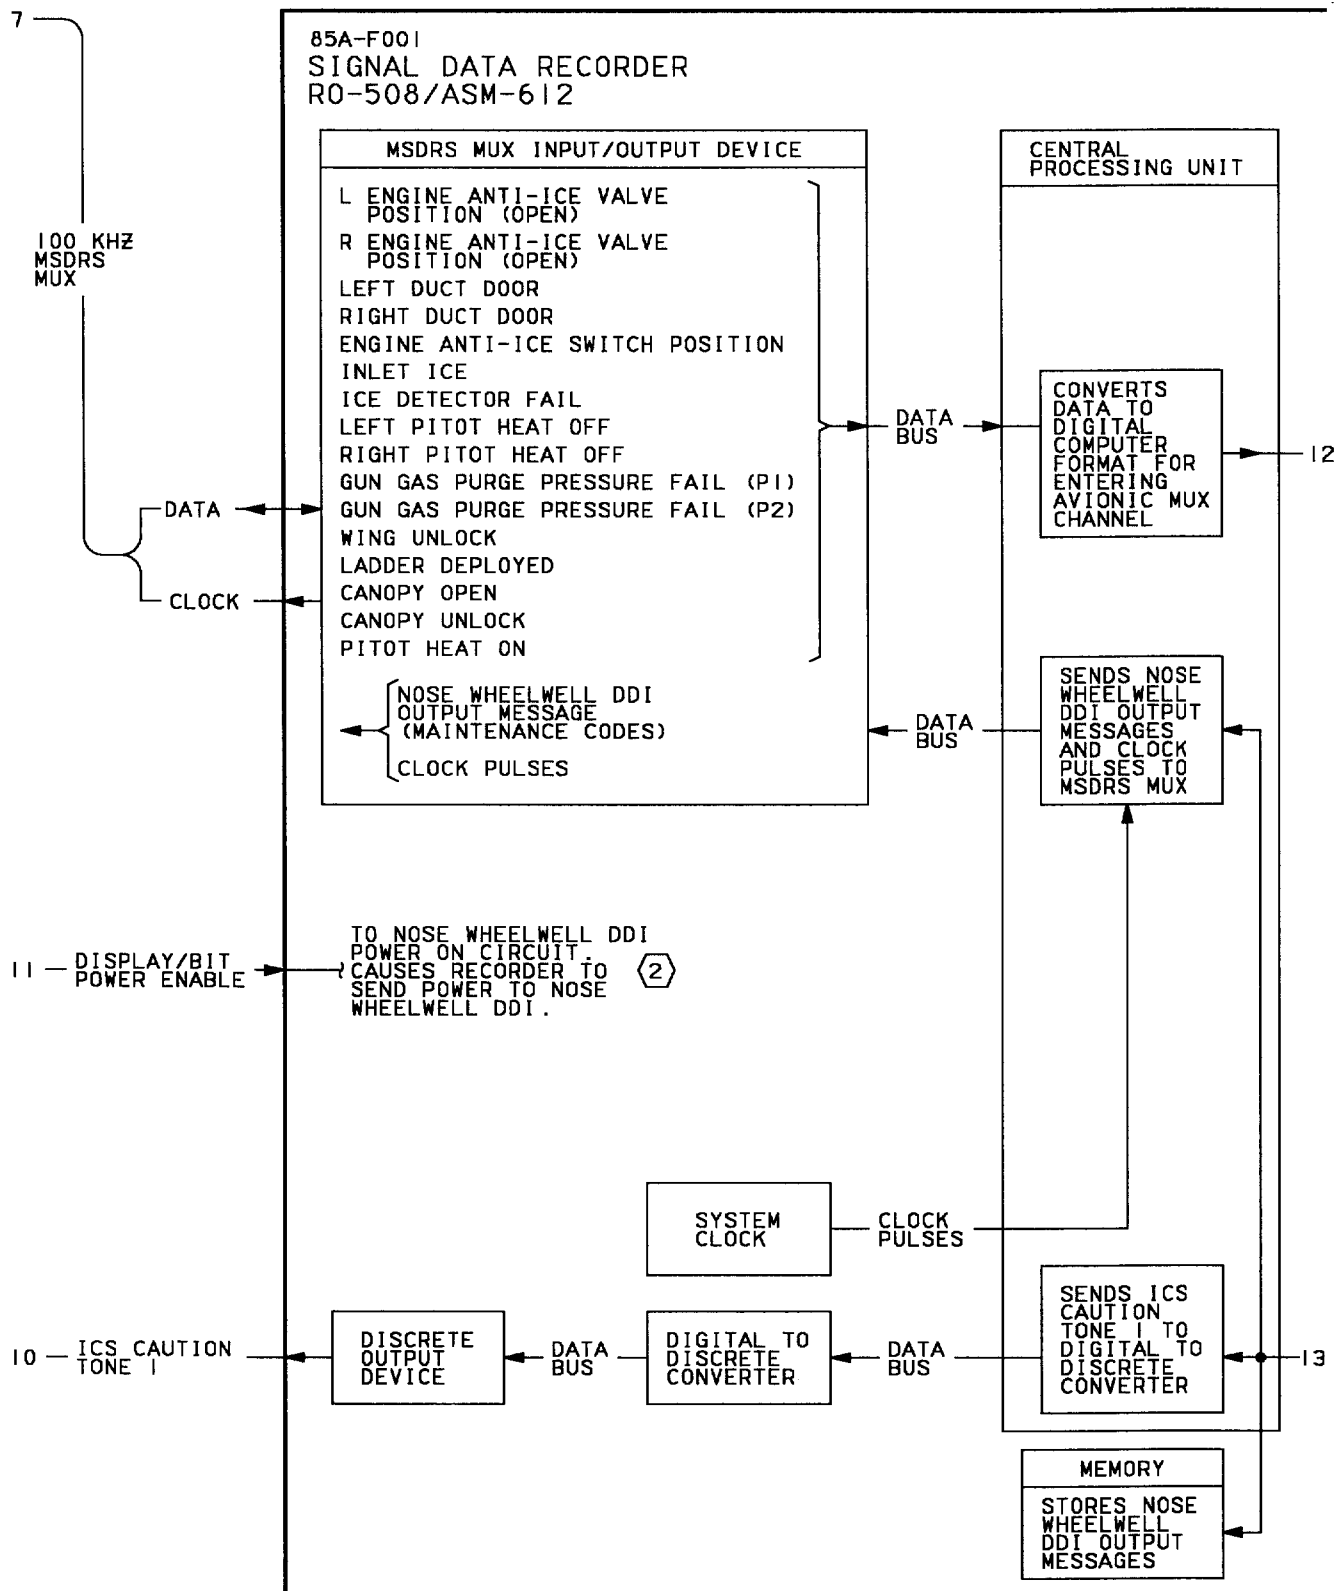 7
85A-F001
SIGNAL DATA RECORDER
RO-508/ASM-612
MSDRS MUX INPUT/OUTPUT DEVICE
L ENGINE ANTI-ICE VALVE
POSITION (OPEN)
R ENGINE ANTI-ICE VALVE
POSITION (OPEN)
LEFT DUCT DOOR
RIGHT DUCT DOOR
ENGINE ANTI-ICE SWITCH POSITION
INLET ICE
ICE DETECTOR FAIL
LEFT PITOT HEAT OFF
RIGHT PITOT HEAT OFF
GUN GAS PURGE PRESSURE FAIL (P1)
GUN GAS PURGE PRESSURE FAIL (P2)
WING UNLOCK
LADDER DEPLOYED
CANOPY OPEN
CANOPY UNLOCK
PITOT HEAT ON
NOSE WHEELWELL DDI
OUTPUT MESSAGE
(MAINTENANCE CODES)
CLOCK PULSES
100 KHZ
MSDRS
MUX
DATA
CLOCK
DATA
BUS
CENTRAL
PROCESSING UNIT
CONVERTS
DATA TO
DIGITAL
COMPUTER
FORMAT FOR
ENTERING
AVIONIC MUX
CHANNEL
12
DATA
BUS
SENDS NOSE
WHEELWELL
DDI OUTPUT
MESSAGES
AND CLOCK
PULSES TO
MSDRS MUX
11
DISPLAY/BIT
POWER ENABLE
TO NOSE WHEELWELL DDI
POWER ON CIRCUIT.
CAUSES RECORDER TO
SEND POWER TO NOSE
WHEELWELL DDI.
2
SYSTEM
CLOCK
CLOCK
PULSES
10
ICS CAUTION
TONE 1
DISCRETE
OUTPUT
DEVICE
DATA
BUS
DIGITAL TO
DISCRETE
CONVERTER
DATA
BUS
SENDS ICS
CAUTION
TONE 1 TO
DIGITAL TO
DISCRETE
CONVERTER
13
MEMORY
STORES NOSE
WHEELWELL
DDI OUTPUT
MESSAGES